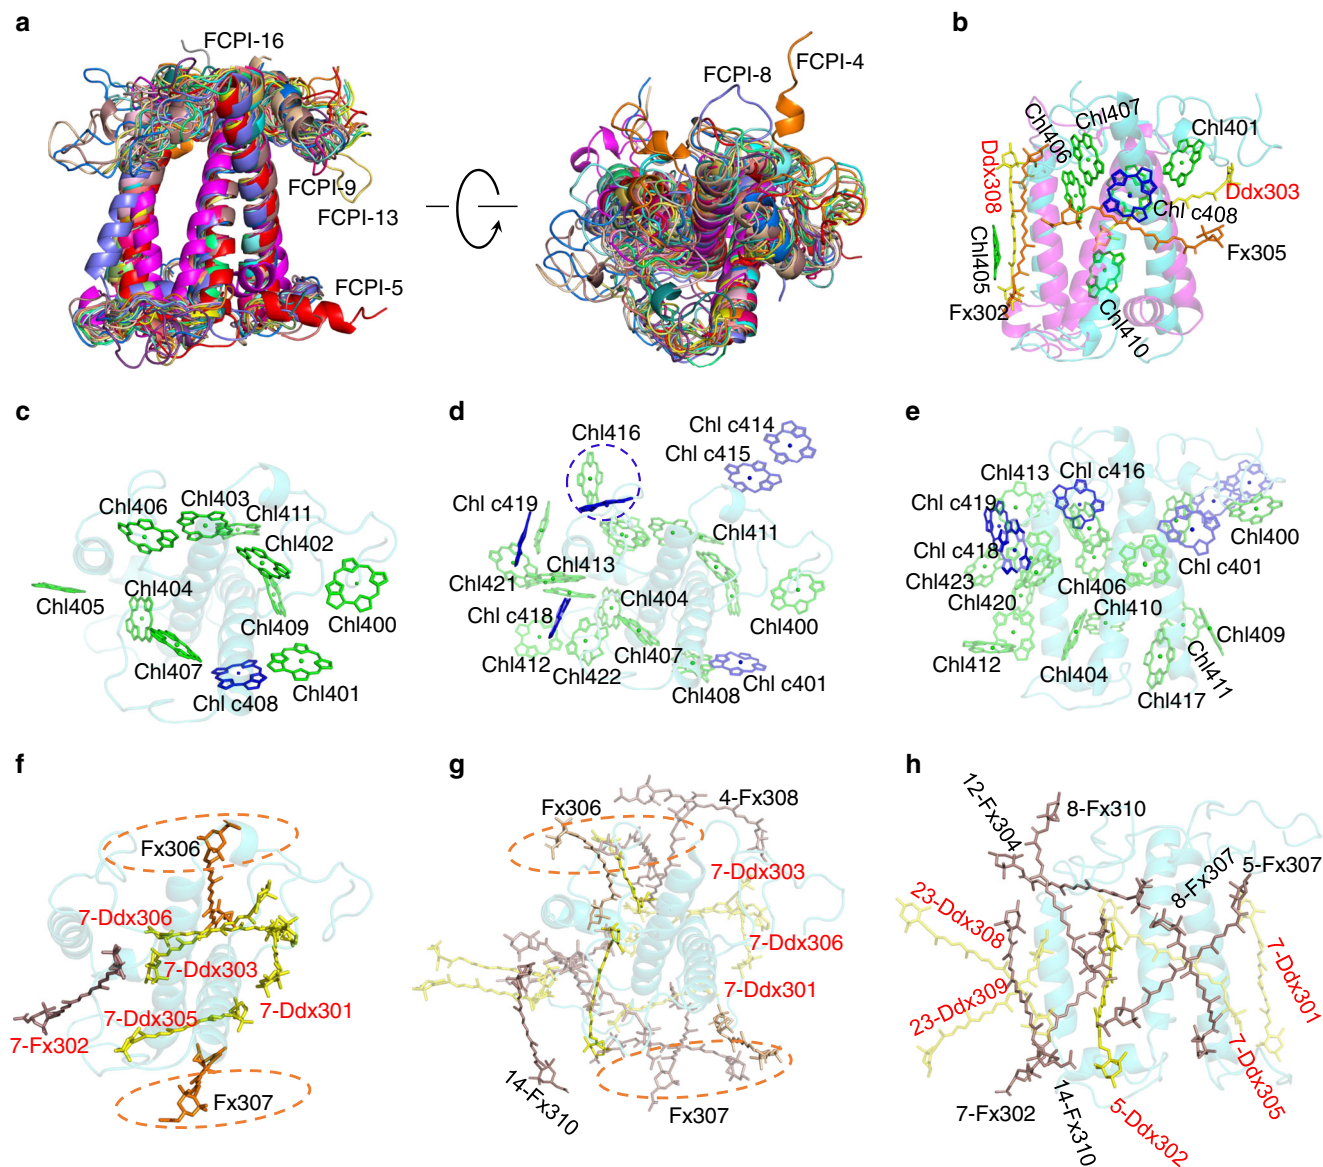 a
FCPI-16
FCPI-9
FCPI-13
FCPI-5
FCPI-8
FCPI-4
b
Chl407
Chl406
Chl401
Ddx308
Ddx303
Chl c408
Fx305
Chl405
Fx302
Chl410
c
Chl406
Chl403
Chl411
Chl402
Chl404
Chl405
Chl400
Chl409
Chl407
Chl401
Chl c408
d
Chl416
Chl c414
Chl c415
Chl c419
Chl411
Chl413
Chl421
Chl404
Chl c418
Chl400
Chl412
Chl422
Chl407
Chl408
Chl c401
e
Chl413
Chl c416
Chl c419
Chl400
Chl c418
Chl c401
Chl423
Chl406
Chl420
Chl410
Chl409
Chl412
Chl404
Chl411
Chl417
f
Fx306
7-Ddx306
7-Ddx303
7-Ddx305
7-Ddx301
7-Fx302
Fx307
g
Fx306
4-Fx308
7-Ddx303
7-Ddx306
7-Ddx301
14-Fx310
Fx307
h
12-Fx304
8-Fx310
8-Fx307
5-Fx307
23-Ddx308
23-Ddx309
7-Ddx301
7-Ddx305
7-Fx302
14-Fx310
5-Ddx302